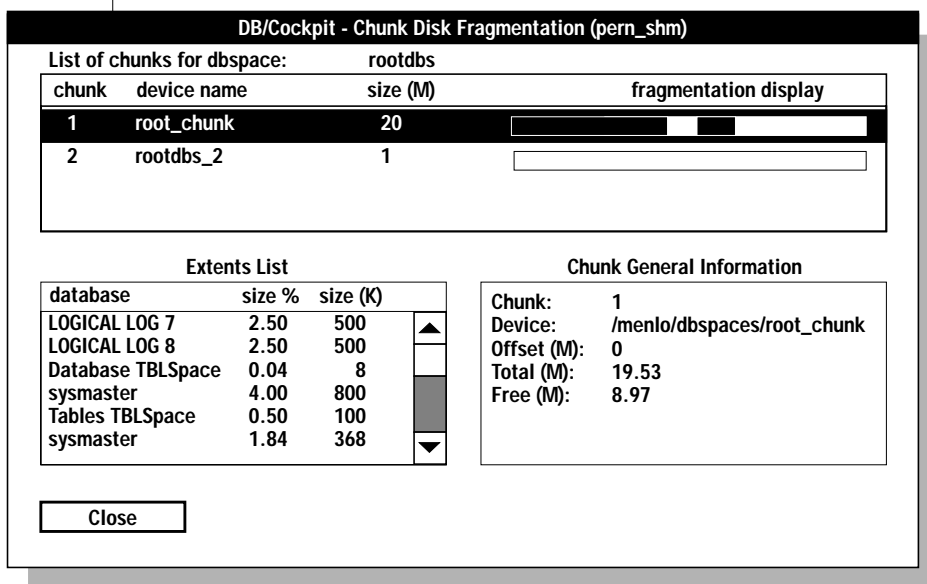 DB/Cockpit - Chunk Disk Fragmentation (pern_shm)
List of chunks for dbspace: rootdbs
chunk device name size (M) fragmentation display
1 root_chunk 20
2 rootdbs_2 1
Extents List
database size % size (K)
LOGICAL LOG 7 2.50 500
LOGICAL LOG 8 2.50 500
Database TBLSpace 0.04 8
sysmaster 4.00 800
Tables TBLSpace 0.50 100
sysmaster 1.84 368
Chunk General Information
Chunk: 1
Device: /menlo/dbspaces/root_chunk
Offset (M): 0
Total (M): 19.53
Free (M): 8.97
Close